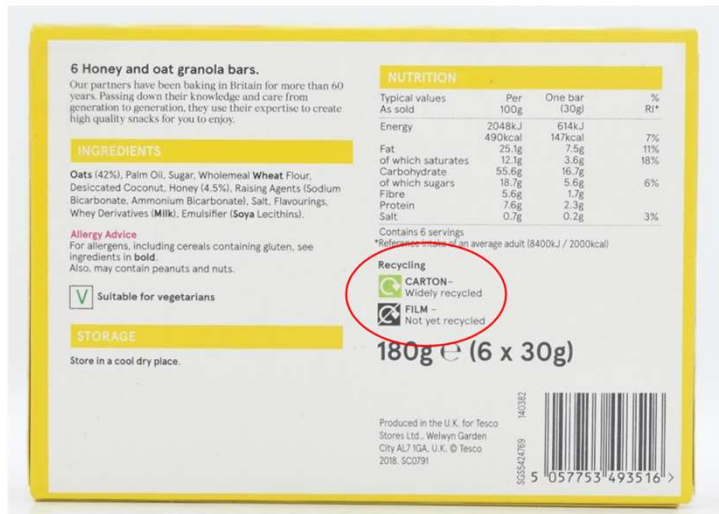 6 Honey and oat granola bars.
Our partners have been baking in Britain for more than 60
years. Passing down their knowledge and care from
generation to generation, they use their expertise to create
high quality snacks for you to enjoy.
INGREDIENTS
Oats (42%), Palm Oil, Sugar, Wholemeal Wheat Flour,
Desiccated Coconut, Honey (4.5%), Raising Agents (Sodium
Bicarbonate, Ammonium Bicarbonate), Salt, Flavourings,
Whey Derivatives (Milk), Emulsifier (Soya Lecithins).
Allergy Advice
For allergens, including cereals containing gluten, see
ingredients in bold.
Also, may contain peanuts and nuts.
V Suitable for vegetarians
STORAGE
Store in a cool dry place.
NUTRITION
Typical values Per One bar %
As sold 100g (30g) RI*
Energy 2048kJ 614kJ
490kcal 147kcal 7%
Fat 25.1g 7.5g 11%
of which saturates 12.1g 3.6g 18%
Carbohydrate 55.6g 16.7g
of which sugars 18.7g 5.6g 6%
Fibre 5.6g 1.7g
Protein 7.6g 2.3g
Salt 0.7g 0.2g 3%
Contains 6 servings
*Reference intake of an average adult (8400kJ / 2000kcal)
Recycling
CARTON –
Widely recycled
FILM –
Not yet recycled
180g ℮ (6 x 30g)
Produced in the U.K. for Tesco
Stores Ltd., Welwyn Garden
City AL7 1GA, U.K. © Tesco
2018. SC0791
SGS5424769 140382
5 057753 493516 >